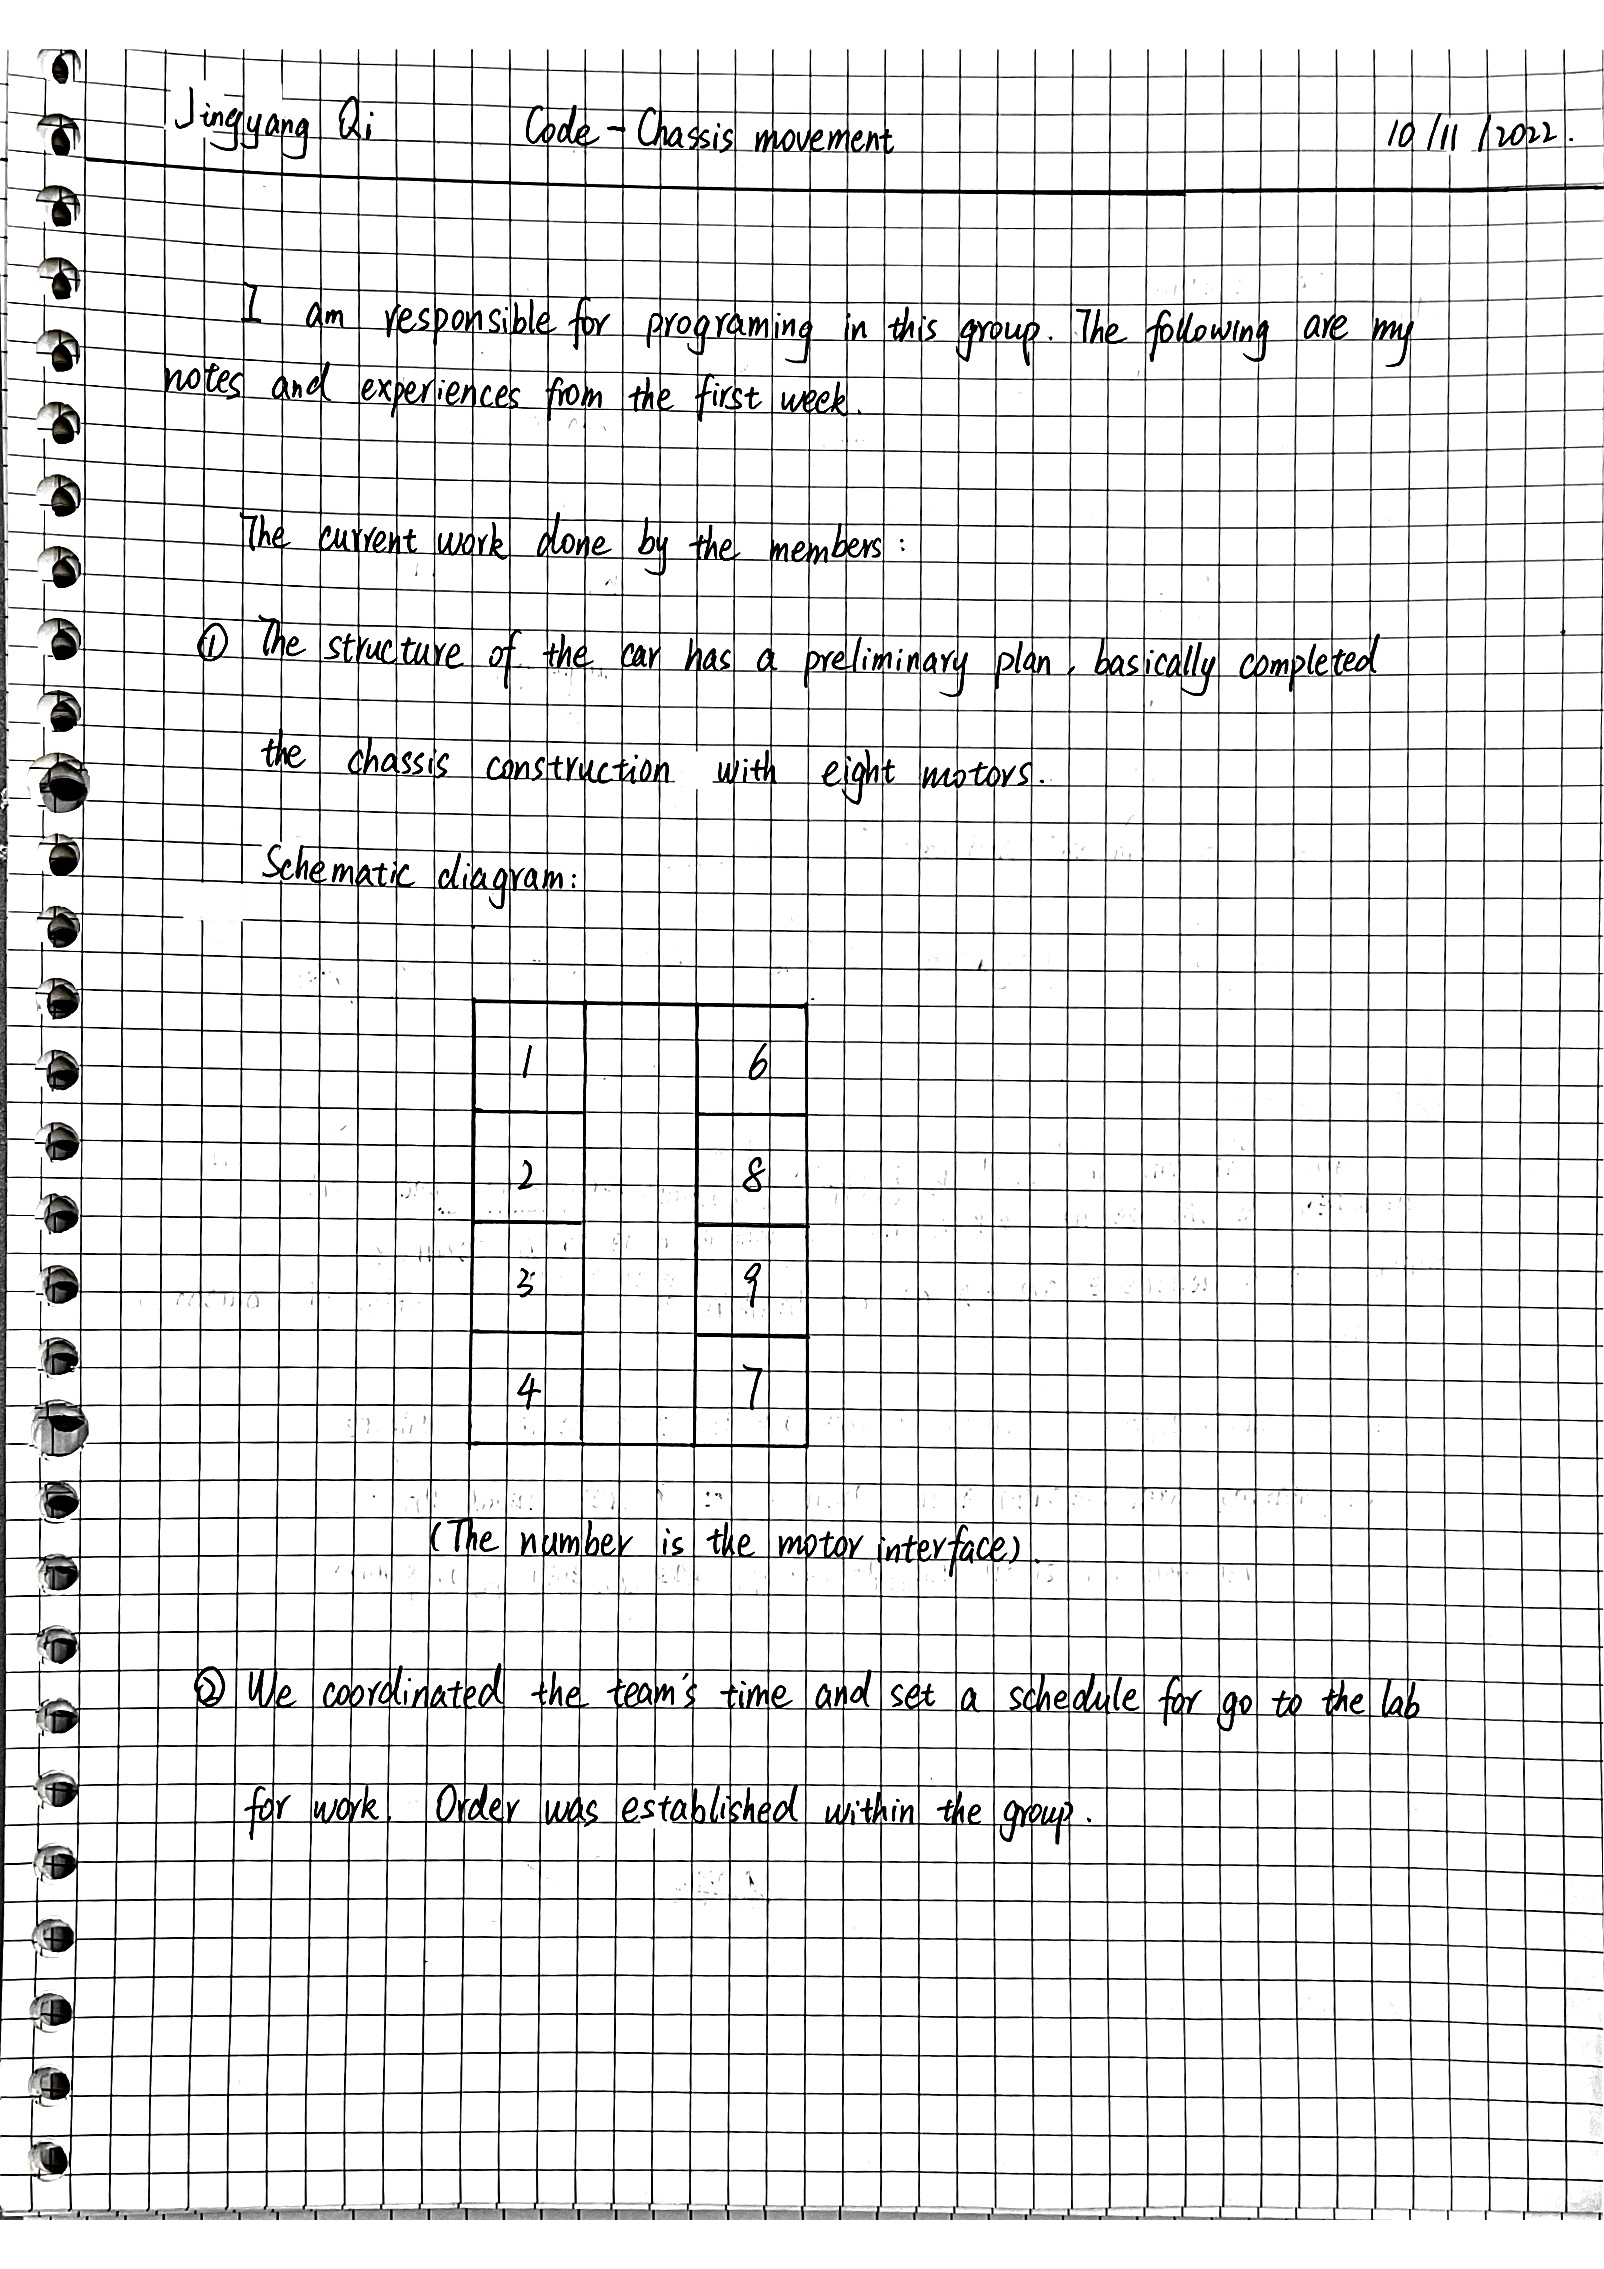 Jingyang Qi Code - Chassis movement 10/11/2022.
I am responsible for programing in this group. The following are my
notes and experiences from the first week.
The current work done by the members:
① The structure of the car has a preliminary plan, basically completed
the chassis construction with eight motors.
Schematic diagram:
1 6
2 8
3 9
4 7
(The number is the motor interface).
② We coordinated the team's time and set a schedule for go to the lab
for work. Order was established within the group.